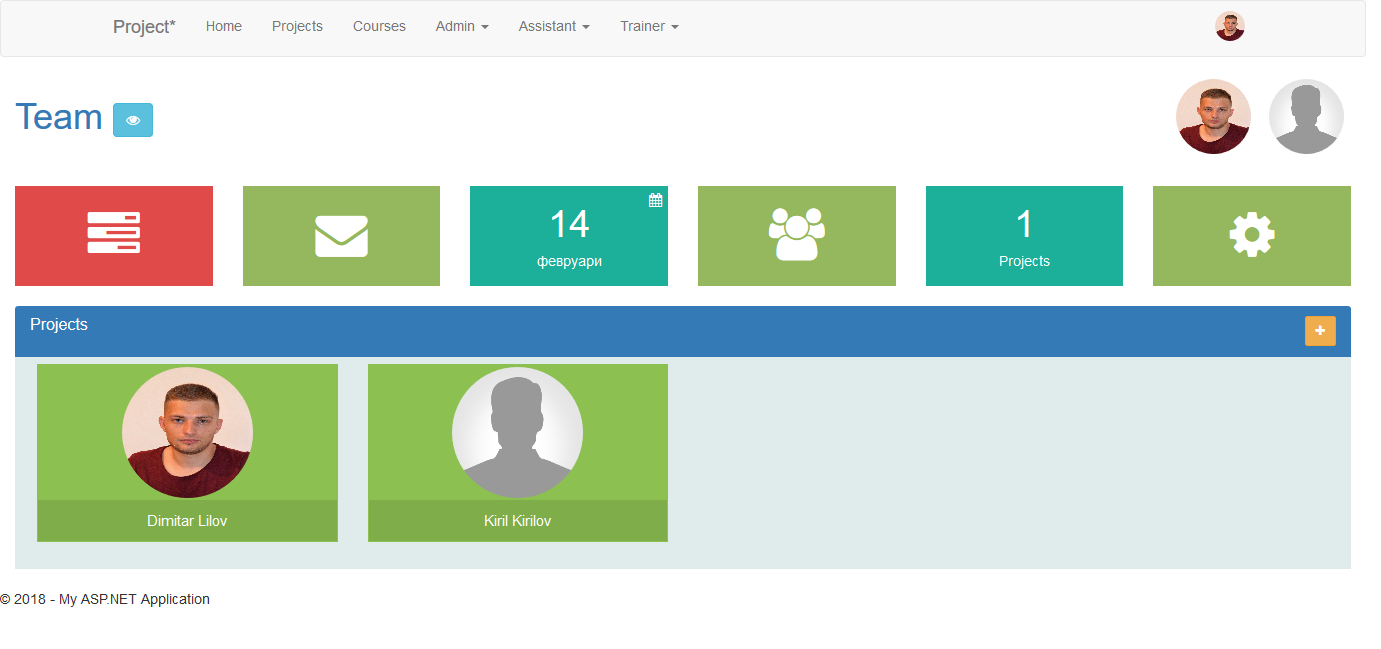 Project* Home Projects Courses Admin Assistant Trainer
Team
14
февруари
1
Projects
Projects
Dimitar Lilov
Kiril Kirilov
© 2018 - My ASP.NET Application